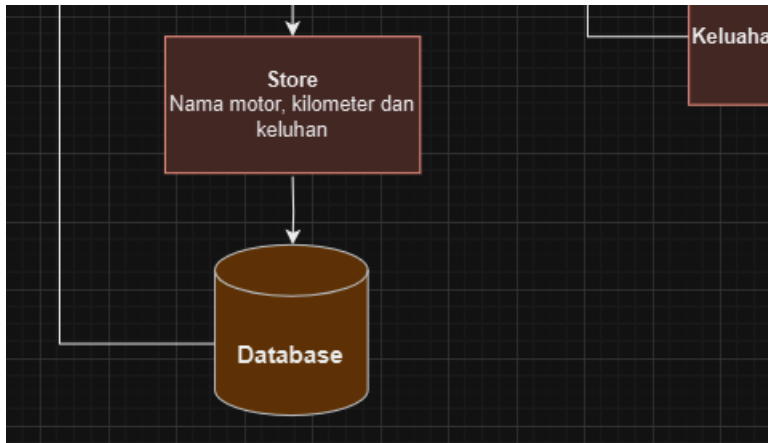 Store
Nama motor, kilometer dan
keluhan
Keluaha
Database